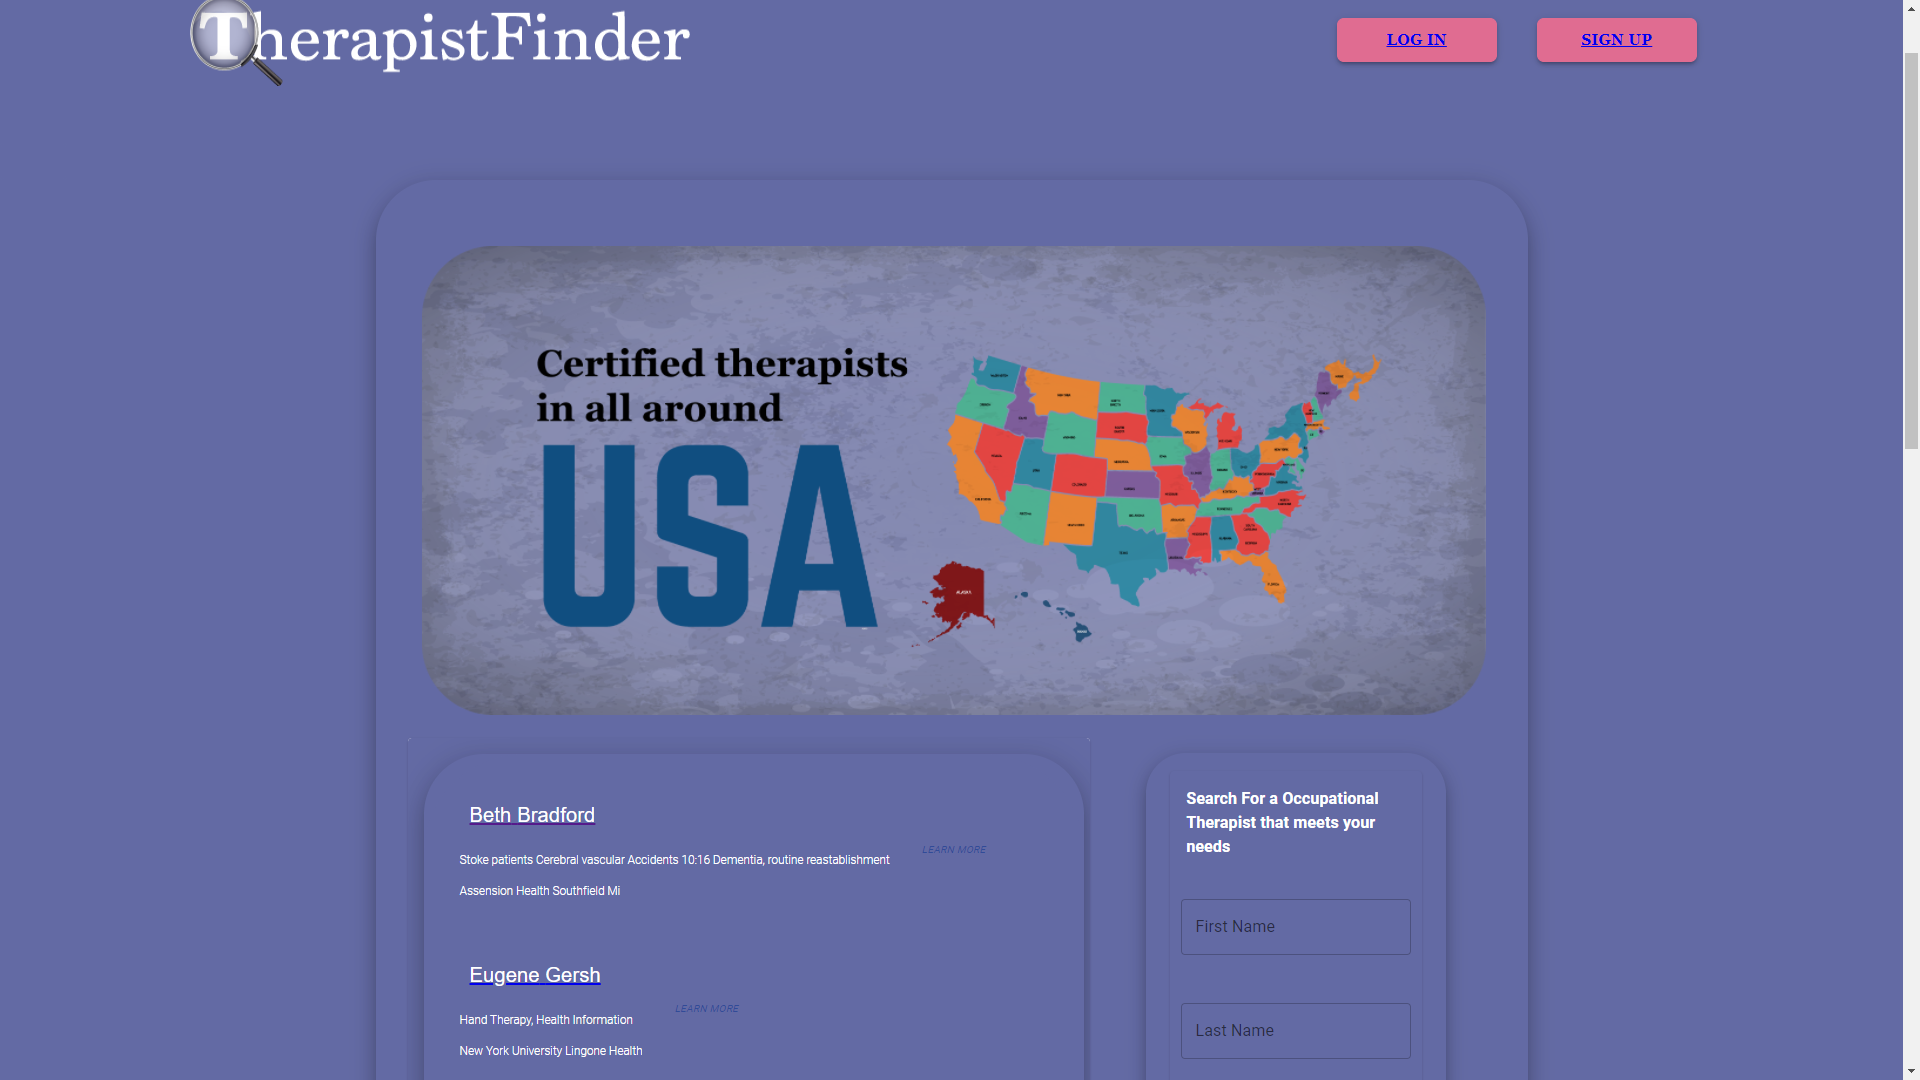 TherapistFinder
LOG IN
SIGN UP
Certified therapists
in all around
USA
ALASKA
TEXAS
Beth Bradford
Stoke patients Cerebral vascular Accidents 10:16 Dementia, routine reastablishment
LEARN MORE
Assension Health Southfield Mi
Eugene Gersh
Hand Therapy, Health Information
LEARN MORE
New York University Lingone Health
Search For a Occupational
Therapist that meets your
needs
First Name
Last Name